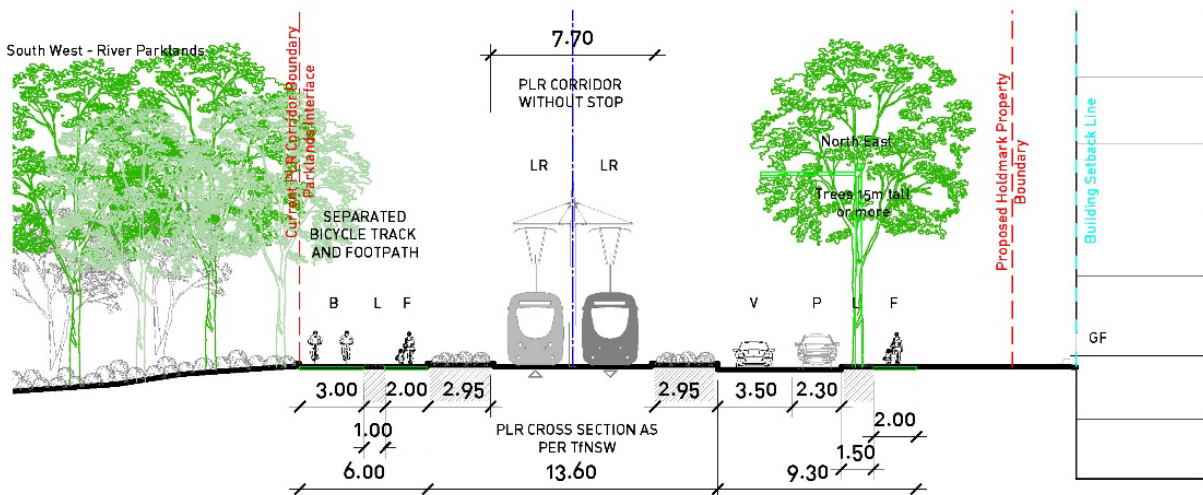 7.70
South West - River Parklands
PLR CORRIDOR
WITHOUT STOP
Current PLR Corridor Boundary
Parklands Interface
North East
Trees 15m tall
or more
Proposed Holdmark Property
Boundary
Building Setback Line
LR
LR
SEPARATED
BICYCLE TRACK
AND FOOTPATH
B
L
F
V
P
L
F
GF
3.00
2.00
2.95
2.95
3.50
2.30
1.00
PLR CROSS SECTION AS
PER TfNSW
2.00
1.50
6.00
13.60
9.30